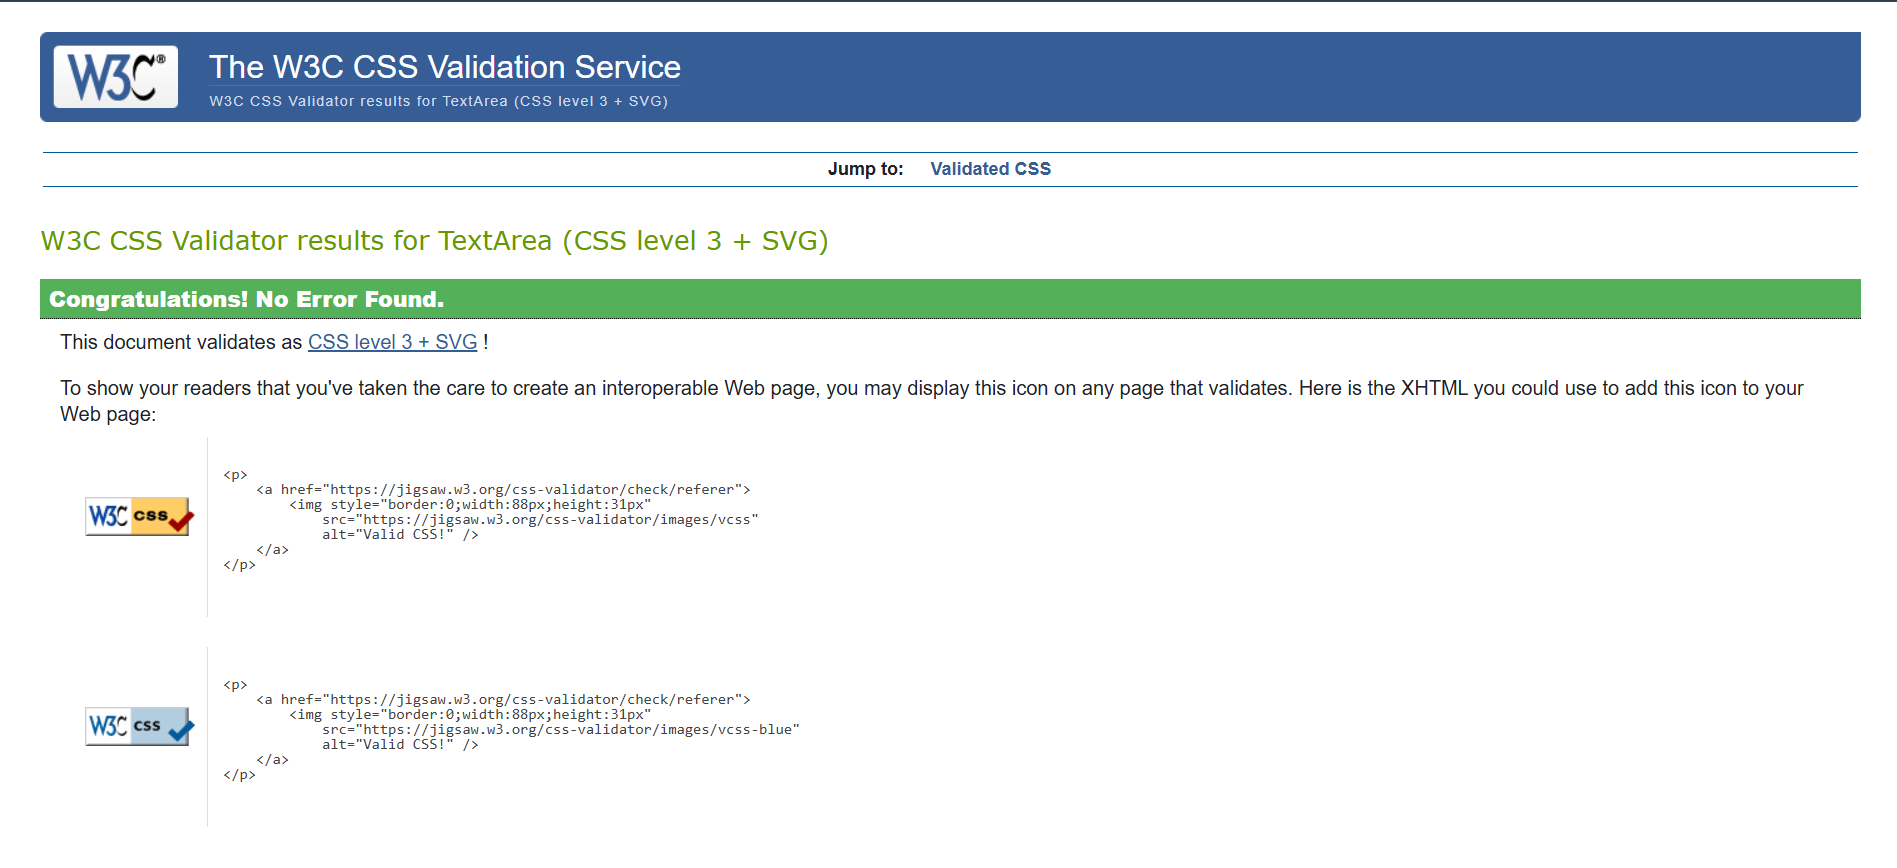 W3C®
The W3C CSS Validation Service
W3C CSS Validator results for TextArea (CSS level 3 + SVG)
Jump to: Validated CSS
W3C CSS Validator results for TextArea (CSS level 3 + SVG)
Congratulations! No Error Found.
This document validates as CSS level 3 + SVG !
To show your readers that you've taken the care to create an interoperable Web page, you may display this icon on any page that validates. Here is the XHTML you could use to add this icon to your
Web page:
W3C css
<p>
    <a href="https://jigsaw.w3.org/css-validator/check/referer">
        <img style="border:0;width:88px;height:31px"
            src="https://jigsaw.w3.org/css-validator/images/vcss"
            alt="Valid CSS!" />
    </a>
</p>
W3C css
<p>
    <a href="https://jigsaw.w3.org/css-validator/check/referer">
        <img style="border:0;width:88px;height:31px"
            src="https://jigsaw.w3.org/css-validator/images/vcss-blue"
            alt="Valid CSS!" />
    </a>
</p>